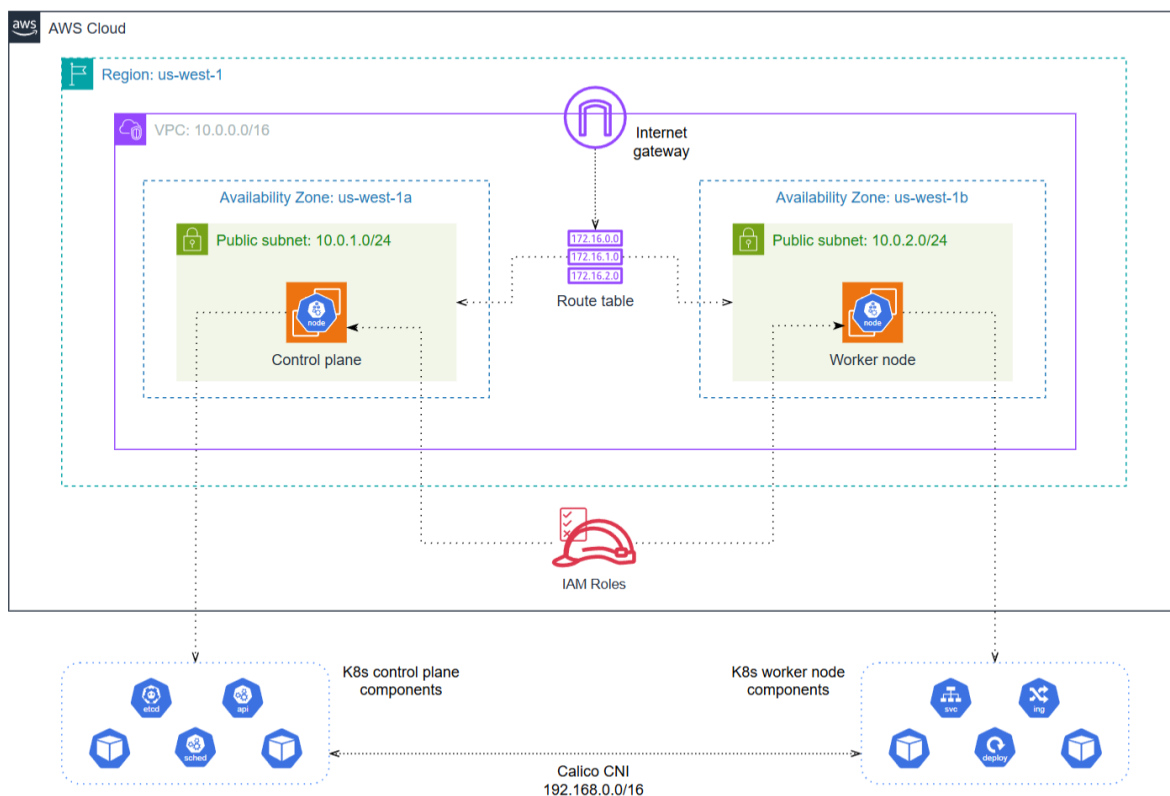 aws
AWS Cloud
Region: us-west-1
VPC: 10.0.0.0/16
Internet
gateway
Availability Zone: us-west-1a
Availability Zone: us-west-1b
Public subnet: 10.0.1.0/24
172.16.0.0
172.16.1.0
172.16.2.0
Route table
Public subnet: 10.0.2.0/24
node
Control plane
node
Worker node
IAM Roles
K8s control plane
components
K8s worker node
components
etcd
api
sched
svc
ing
deploy
Calico CNI
192.168.0.0/16